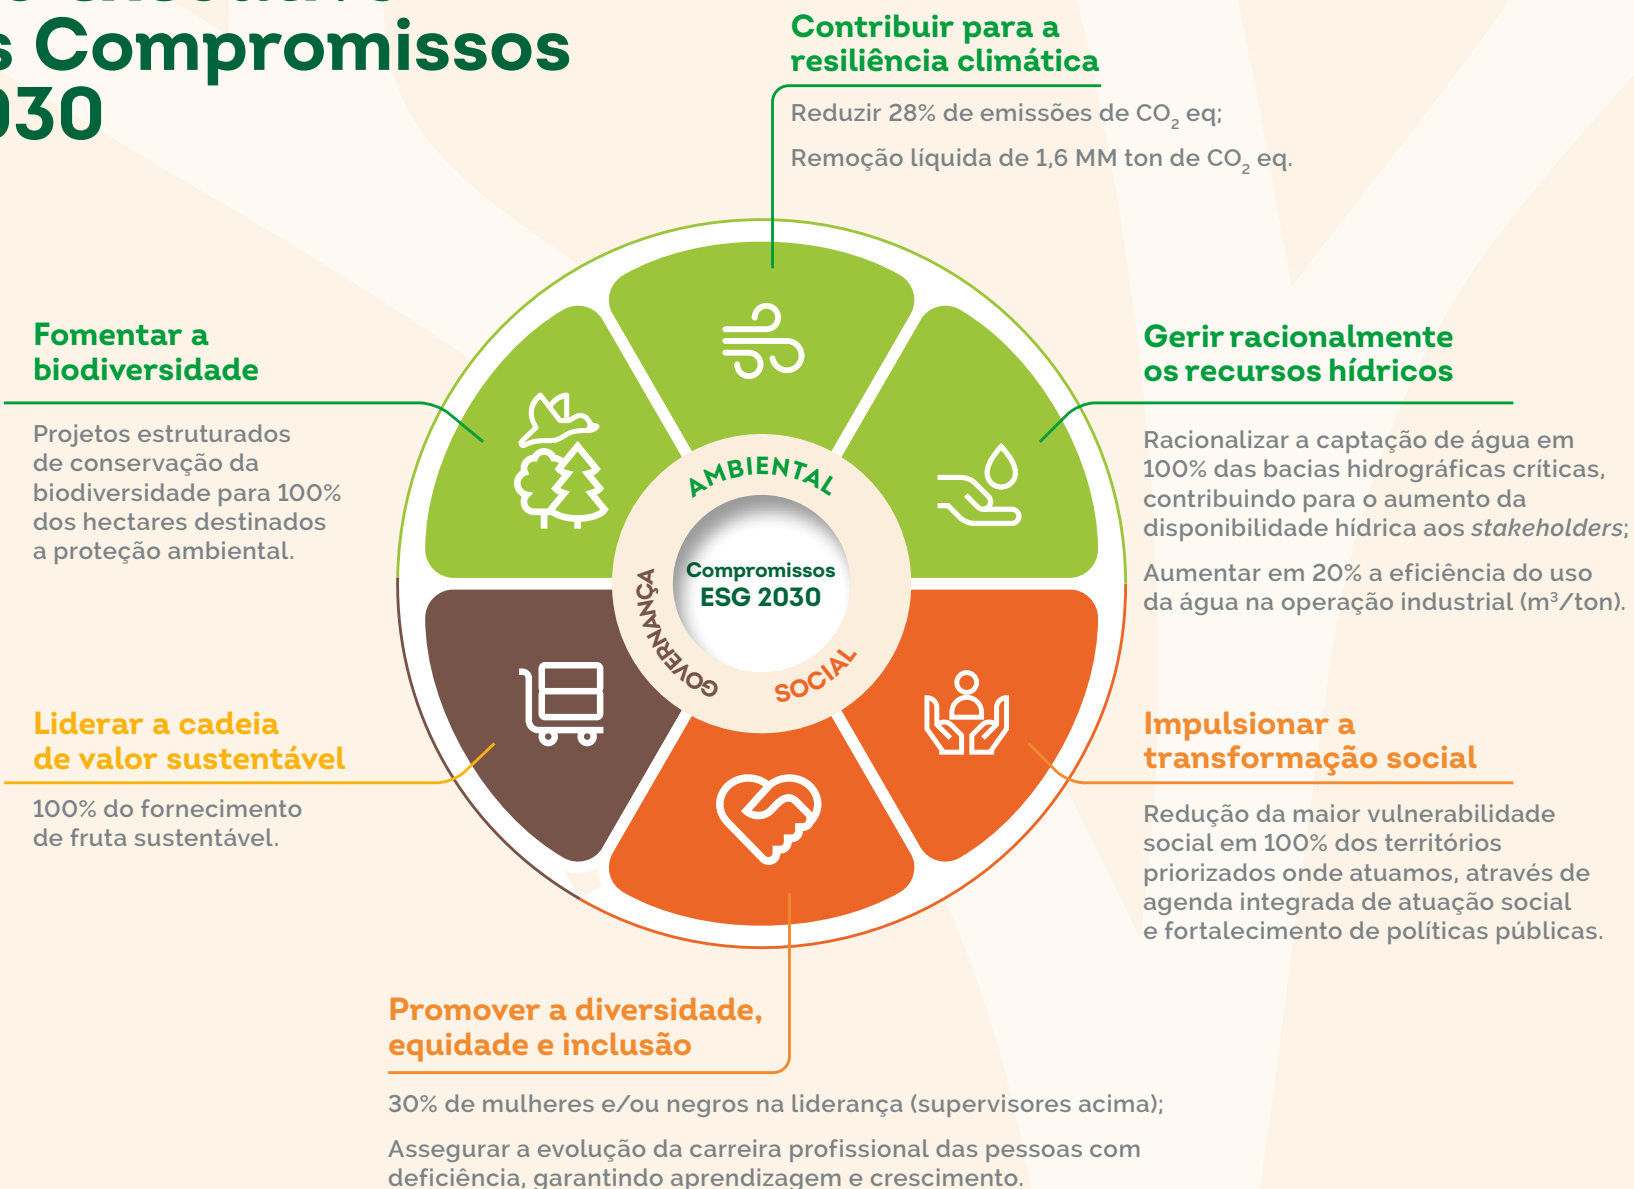 s Compromissos
030
Contribuir para a
resiliência climática
Reduzir 28% de emissões de CO₂ eq;
Remoção líquida de 1,6 MM ton de CO₂ eq.
Fomentar a
biodiversidade
Projetos estruturados
de conservação da
biodiversidade para 100%
dos hectares destinados
a proteção ambiental.
Gerir racionalmente
os recursos hídricos
Racionalizar a captação de água em
100% das bacias hidrográficas críticas,
contribuindo para o aumento da
disponibilidade hídrica aos stakeholders;
Aumentar em 20% a eficiência do uso
da água na operação industrial (m³/ton).
AMBIENTAL
Compromissos
ESG 2030
GOVERNANÇA
SOCIAL
Liderar a cadeia
de valor sustentável
100% do fornecimento
de fruta sustentável.
Impulsionar a
transformação social
Redução da maior vulnerabilidade
social em 100% dos territórios
priorizados onde atuamos, através de
agenda integrada de atuação social
e fortalecimento de políticas públicas.
Promover a diversidade,
equidade e inclusão
30% de mulheres e/ou negros na liderança (supervisores acima);
Assegurar a evolução da carreira profissional das pessoas com
deficiência, garantindo aprendizagem e crescimento.